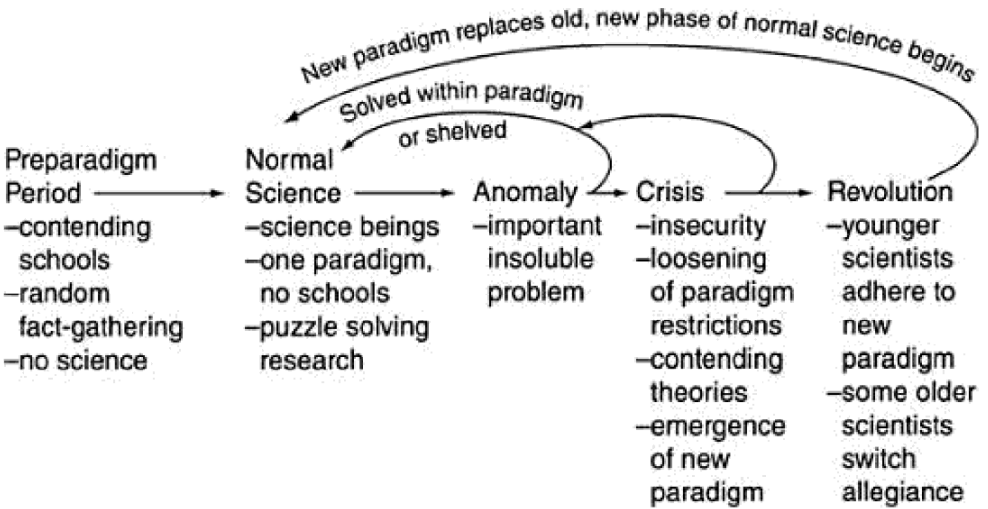 New paradigm replaces old, new phase of normal science begins
Solved within paradigm
or shelved
Preparadigm
Period
–contending
schools
–random
fact-gathering
–no science
Normal
Science
–science beings
–one paradigm,
no schools
–puzzle solving
research
Anomaly
–important
insoluble
problem
Crisis
–insecurity
–loosening
of paradigm
restrictions
–contending
theories
–emergence
of new
paradigm
Revolution
–younger
scientists
adhere to
new
paradigm
–some older
scientists
switch
allegiance